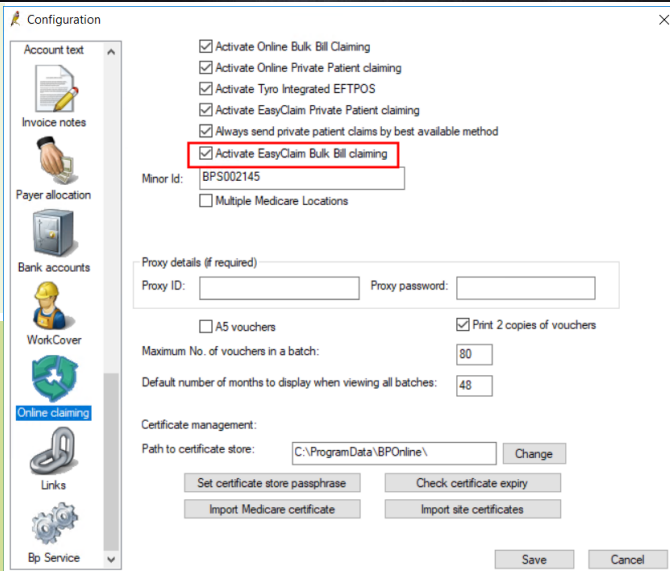 Configuration
Account text
Invoice notes
Payer allocation
Bank accounts
WorkCover
Online claiming
Links
Bp Service
Activate Online Bulk Bill Claiming
Activate Online Private Patient claiming
Activate Tyro Integrated EFTPOS
Activate EasyClaim Private Patient claiming
Always send private patient claims by best available method
Activate EasyClaim Bulk Bill claiming
Minor Id: BPS002145
Multiple Medicare Locations
Proxy details (if required)
Proxy ID: Proxy password:
A5 vouchers Print 2 copies of vouchers
Maximum No. of vouchers in a batch: 80
Default number of months to display when viewing all batches: 48
Certificate management:
Path to certificate store: C:\ProgramData\BPOnline\ Change
Set certificate store passphrase Check certificate expiry
Import Medicare certificate Import site certificates
Save Cancel